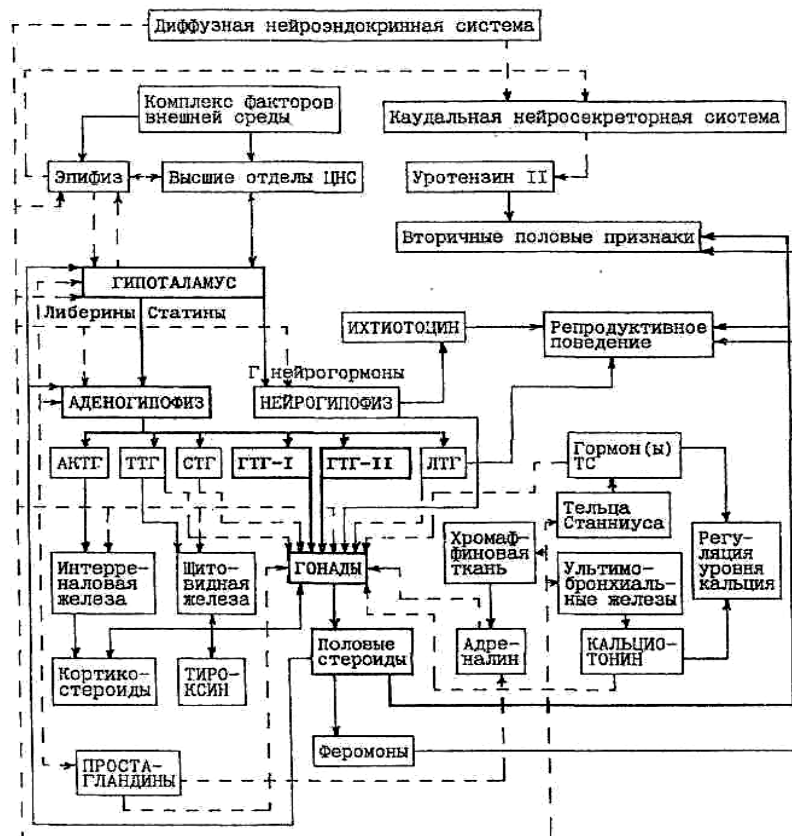 Диффузная нейроэндокринная система
Комплекс факторов
внешней среды
Каудальная нейросекреторная система
Эпифиз
Высшие отделы ЦНС
Уротензин II
Вторичные половые признаки
ГИПОТАЛАМУС
Либерины
Статины
ИХТИОТОЦИН
Репродуктивное
поведение
Г нейрогормоны
АДЕНОГИПОФИЗ
НЕЙРОГИПОФИЗ
АКТГ
ТТГ
СТГ
ГТГ-I
ГТГ-II
ЛТГ
Гормон(ы)
ТС
Тельца
Станниуса
Хромаф-
финовая
ткань
Регу-
ляция
уровня
кальция
Интерре-
наловая
железа
Щито-
видная
железа
ГОНАДЫ
Ультимо-
бронхиаль-
ные железы
Кортико-
стероиды
ТИРО-
КСИН
Половые
стероиды
Адре-
налин
КАЛЬЦИО-
ТОНИН
Феромоны
ПРОСТА-
ГЛАНДИНЫ